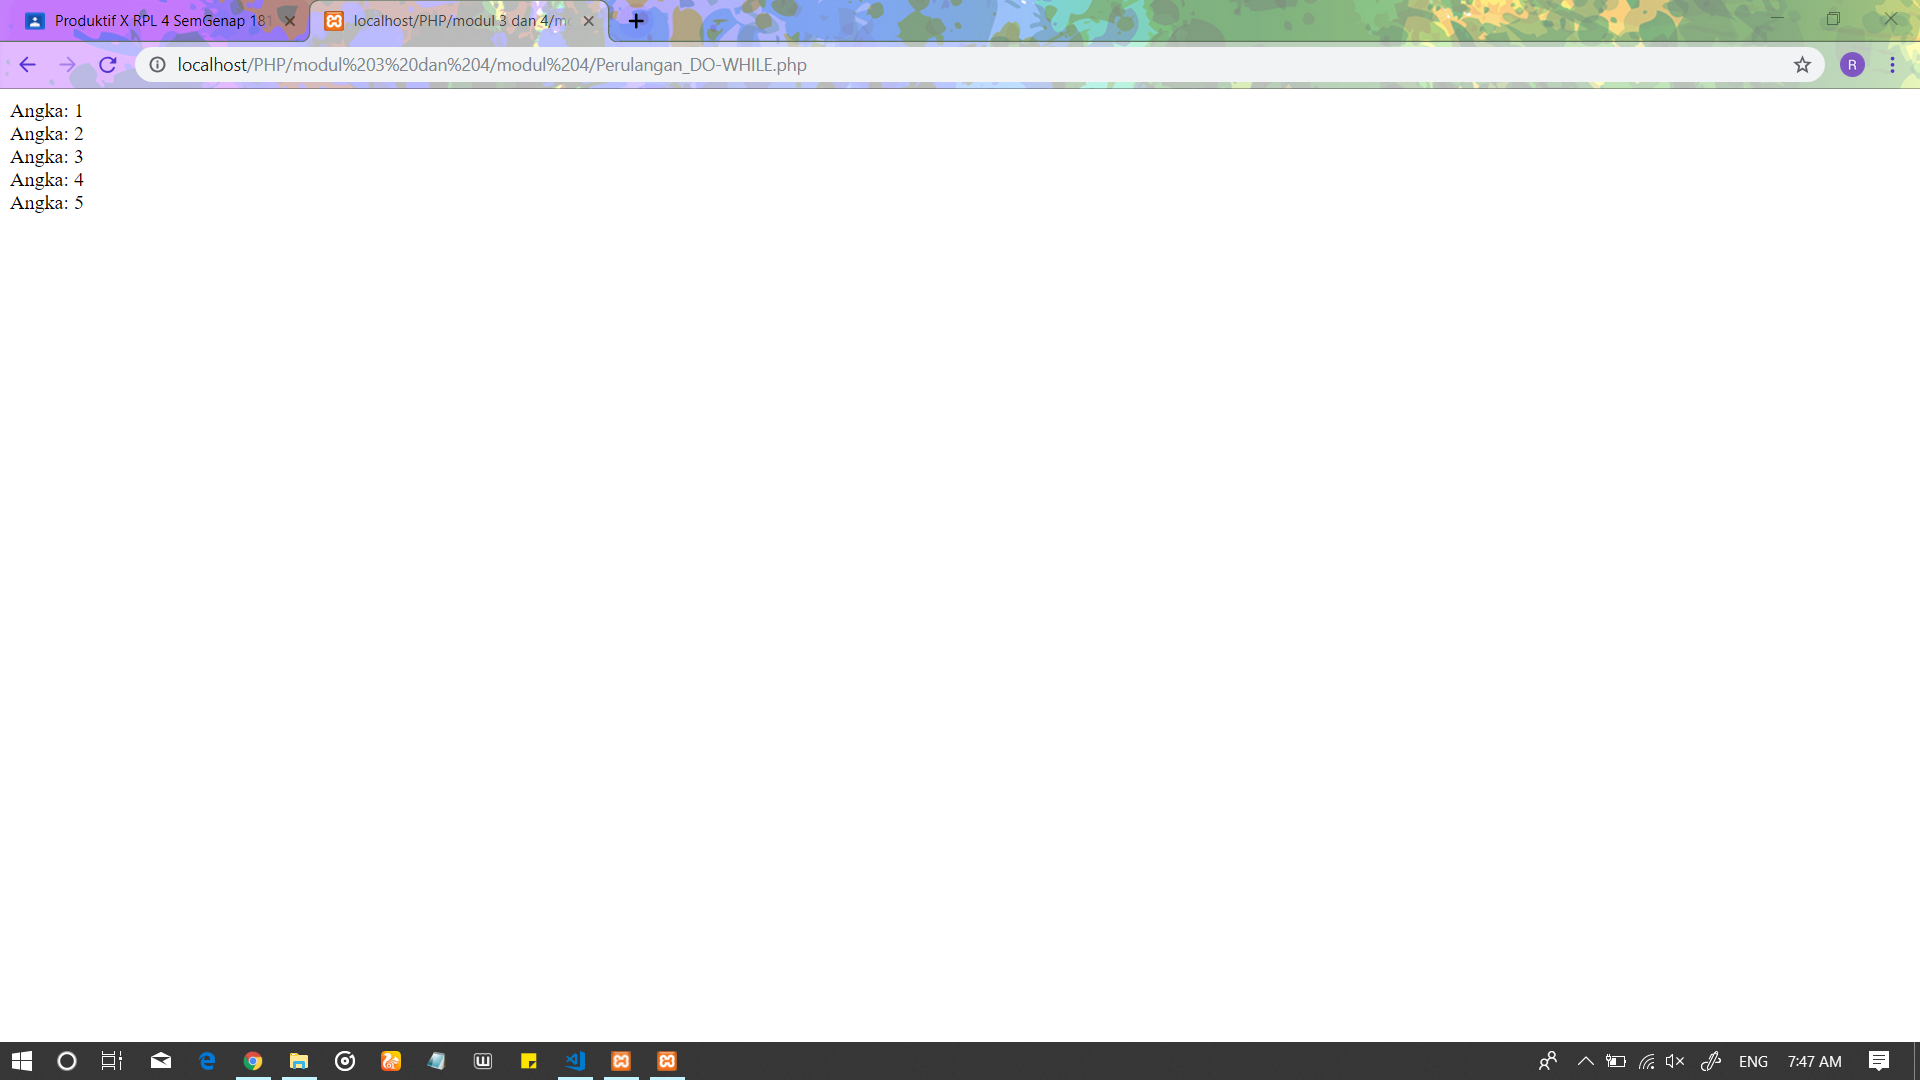 Produktif X RPL 4 SemGenap 181
localhost/PHP/modul 3 dan 4/mo
localhost/PHP/modul%203%20dan%204/modul%204/Perulangan_DO-WHILE.php
R
Angka: 1
Angka: 2
Angka: 3
Angka: 4
Angka: 5
ENG
7:47 AM